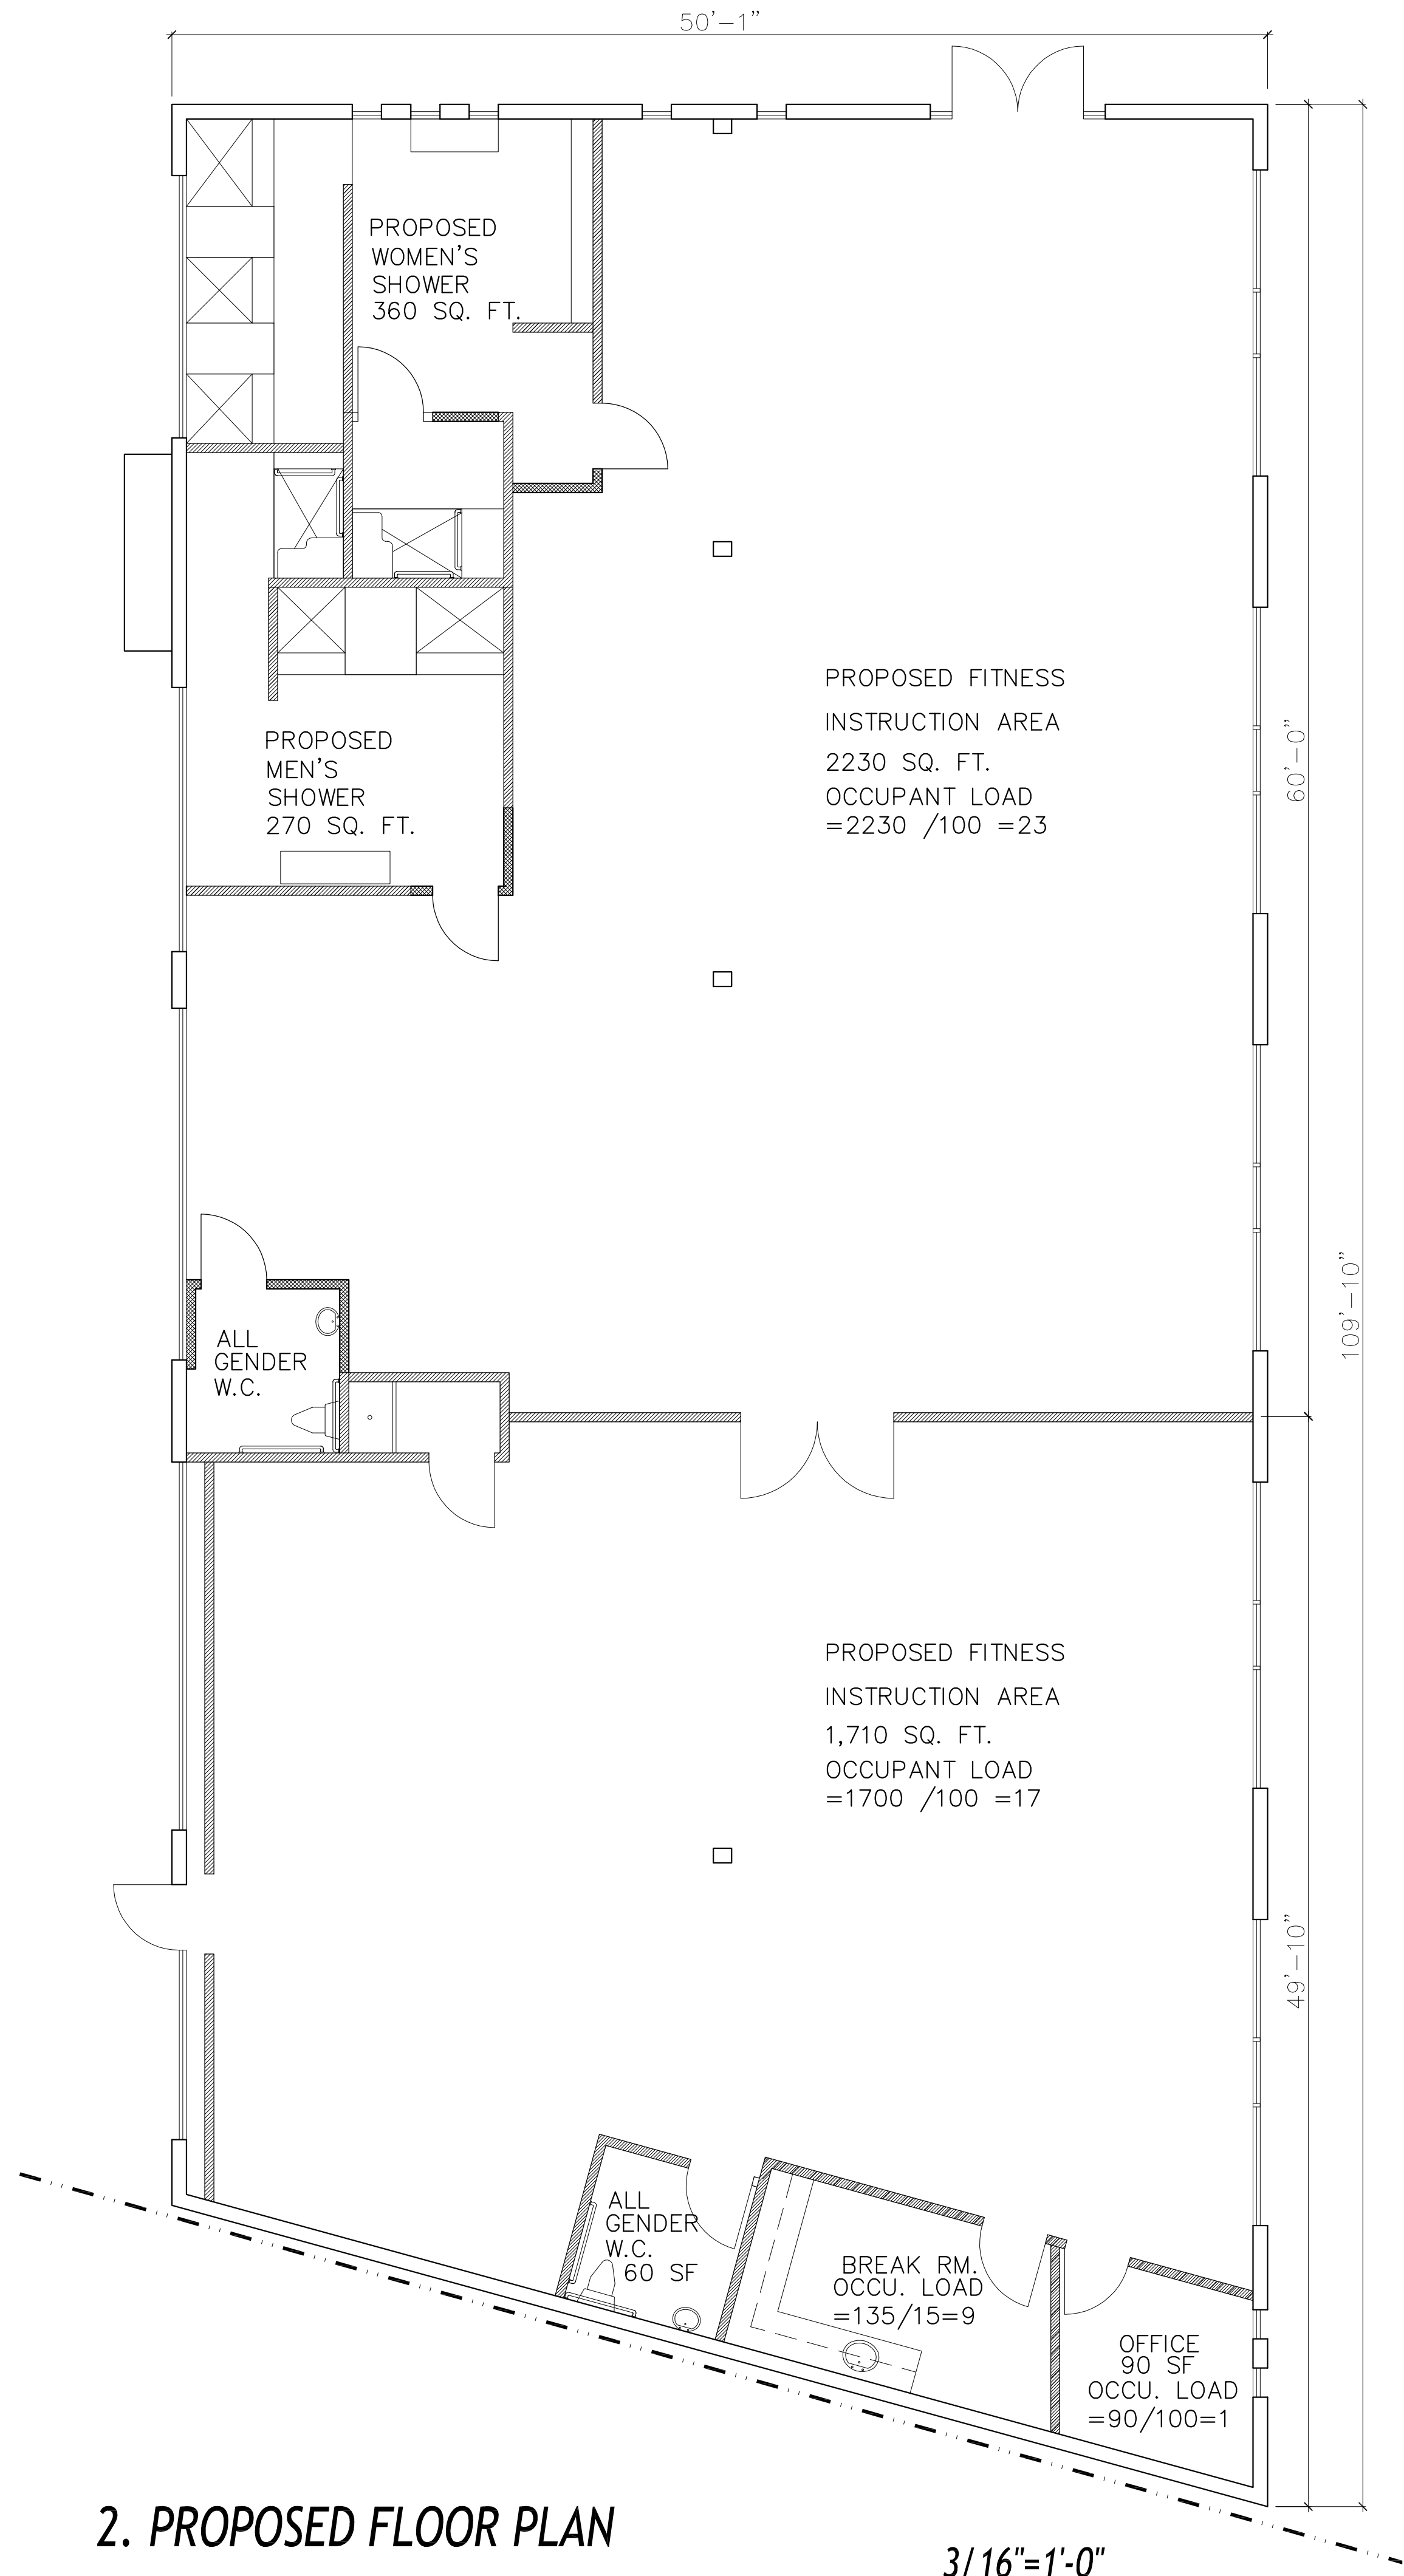 50'-1"
PROPOSED
WOMEN'S
SHOWER
360 SQ. FT.
PROPOSED FITNESS
INSTRUCTION AREA
2230 SQ. FT.
OCCUPANT LOAD
=2230 /100 =23
60'-0"
PROPOSED
MEN'S
SHOWER
270 SQ. FT.
109'-10"
ALL
GENDER
W.C.
PROPOSED FITNESS
INSTRUCTION AREA
1,710 SQ. FT.
OCCUPANT LOAD
=1700 /100 =17
49'-10"
ALL
GENDER
W.C.
60 SF
BREAK RM.
OCCU. LOAD
=135/15=9
OFFICE
90 SF
OCCU. LOAD
=90/100=1
2. PROPOSED FLOOR PLAN
3/16"=1'-0"